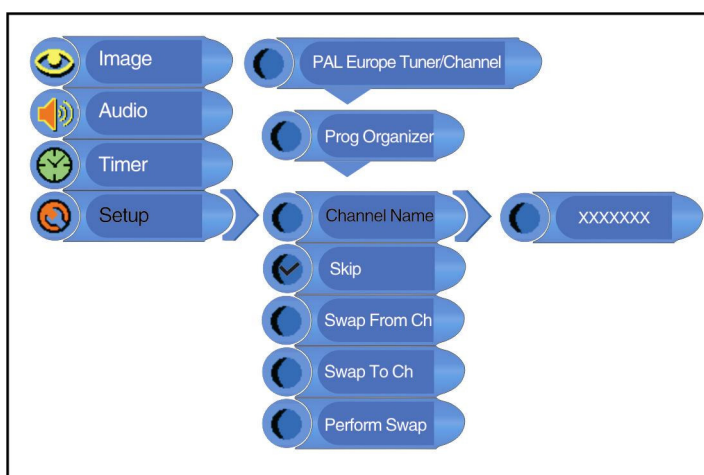 Image
Audio
Timer
Setup
PAL Europe Tuner/Channel
Prog Organizer
Channel Name
XXXXXXX
Skip
Swap From Ch
Swap To Ch
Perform Swap